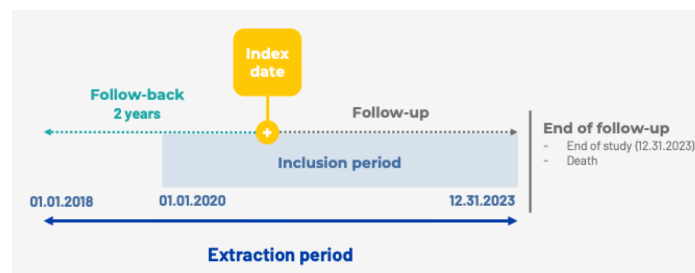 Index
date
Follow-back
2 years
Follow-up
End of follow-up
- End of study (12.31.2023)
- Death
Inclusion period
01.01.2018
01.01.2020
12.31.2023
Extraction period